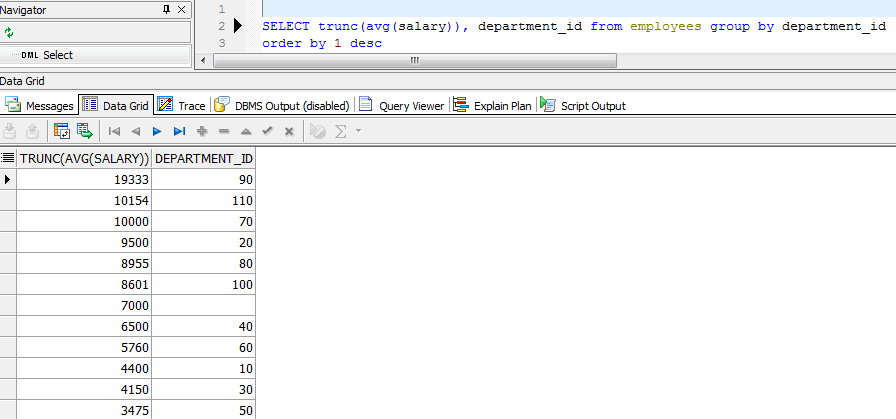 Navigator
DML Select
1
2 SELECT trunc(avg(salary)), department_id from employees group by department_id
3 order by 1 desc
Data Grid
Messages Data Grid Trace DBMS Output (disabled) Query Viewer Explain Plan Script Output
TRUNC(AVG(SALARY)) DEPARTMENT_ID
19333 90
10154 110
10000 70
9500 20
8955 80
8601 100
7000
6500 40
5760 60
4400 10
4150 30
3475 50